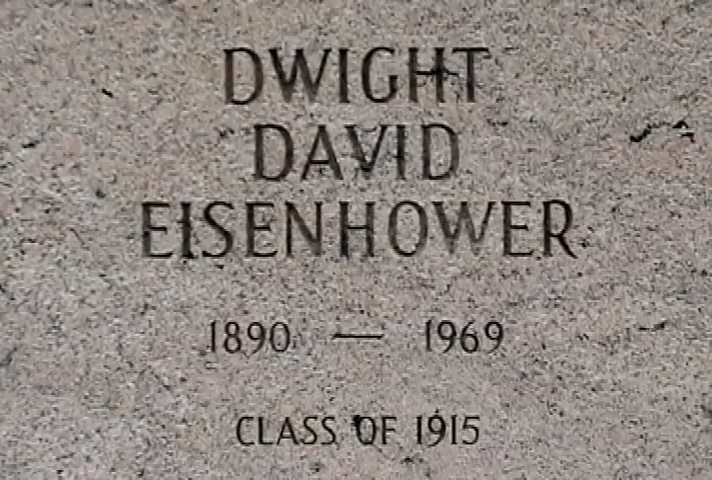 DWIGHT
DAVID
EISENHOWER
1890 — 1969
CLASS OF 1915